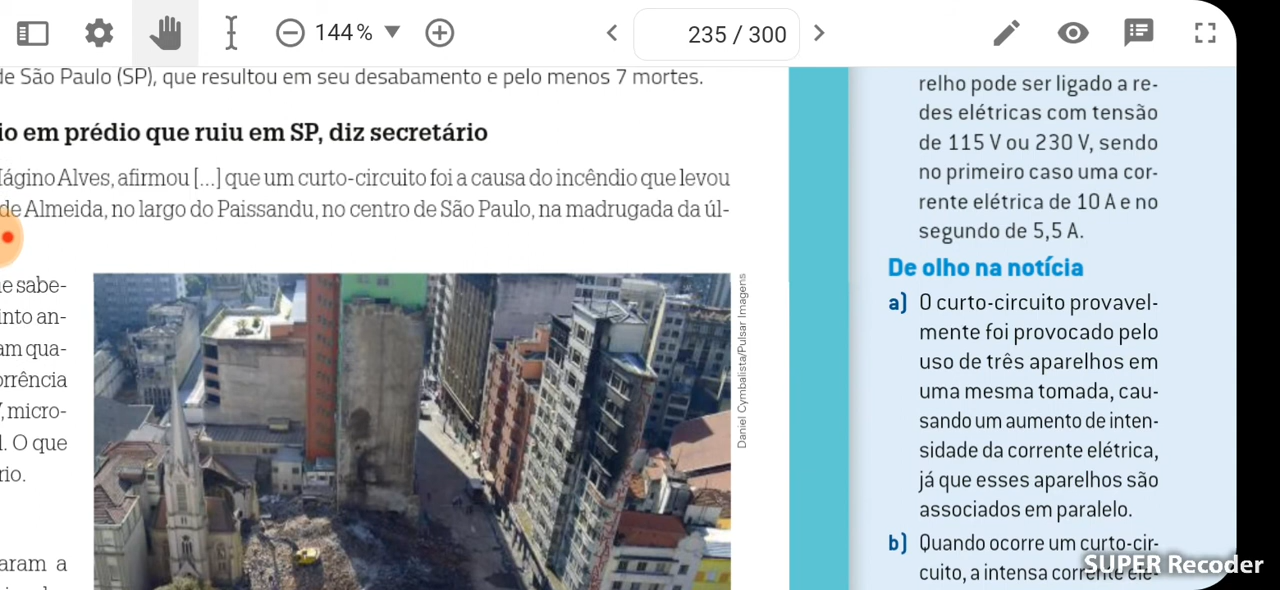 144 %
235 / 300
de São Paulo (SP), que resultou em seu desabamento e pelo menos 7 mortes.
io em prédio que ruiu em SP, diz secretário
lágino Alves, afirmou [...] que um curto-circuito foi a causa do incêndio que levou
de Almeida, no largo do Paissandu, no centro de São Paulo, na madrugada da úl-
e sabe-
into an-
am qua-
orrência
, micro-
. O que
rio.
aram a
Daniel Cymbalista/Pulsar Imagens
relho pode ser ligado a re-
des elétricas com tensão
de 115 V ou 230 V, sendo
no primeiro caso uma cor-
rente elétrica de 10 A e no
segundo de 5,5 A.
De olho na notícia
a) O curto-circuito provavel-
mente foi provocado pelo
uso de três aparelhos em
uma mesma tomada, cau-
sando um aumento de inten-
sidade da corrente elétrica,
já que esses aparelhos são
associados em paralelo.
b) Quando ocorre um curto-cir-
cuito, a intensa corrente elé-
SUPER Recoder